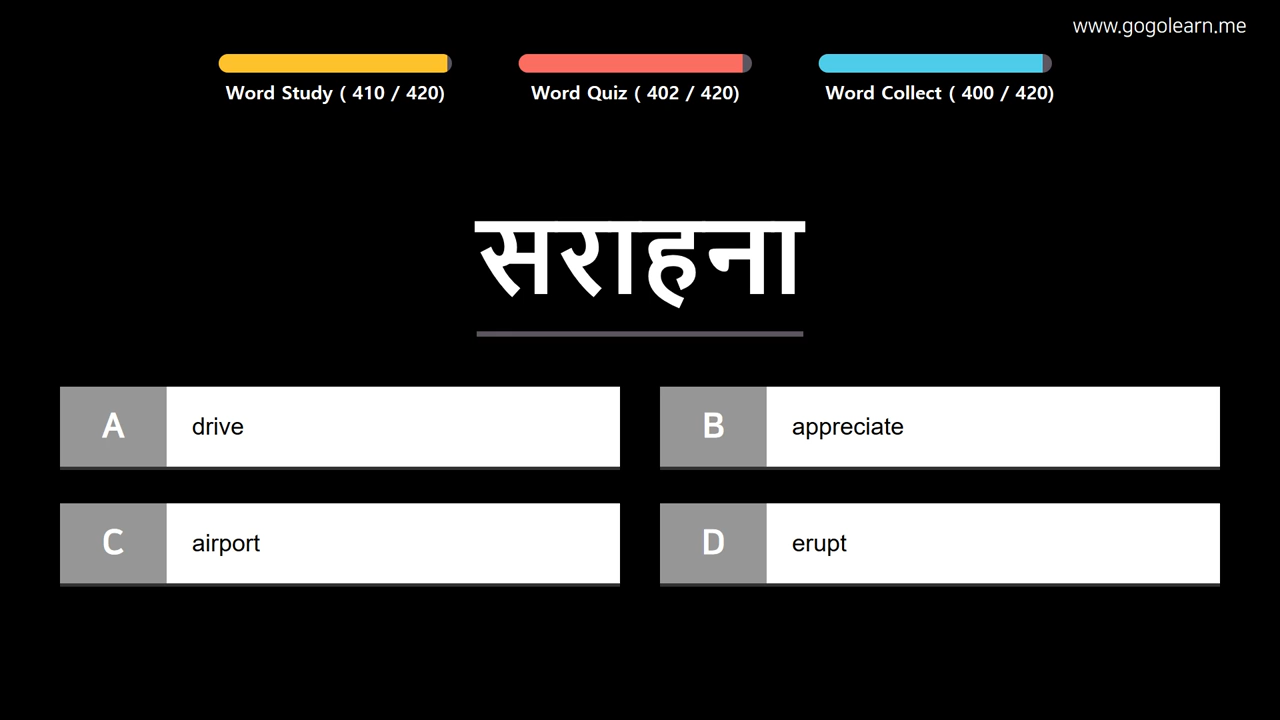 www.gogolearn.me
Word Study ( 410 / 420)
Word Quiz ( 402 / 420)
Word Collect ( 400 / 420)
सराहना
A drive
B appreciate
C airport
D erupt